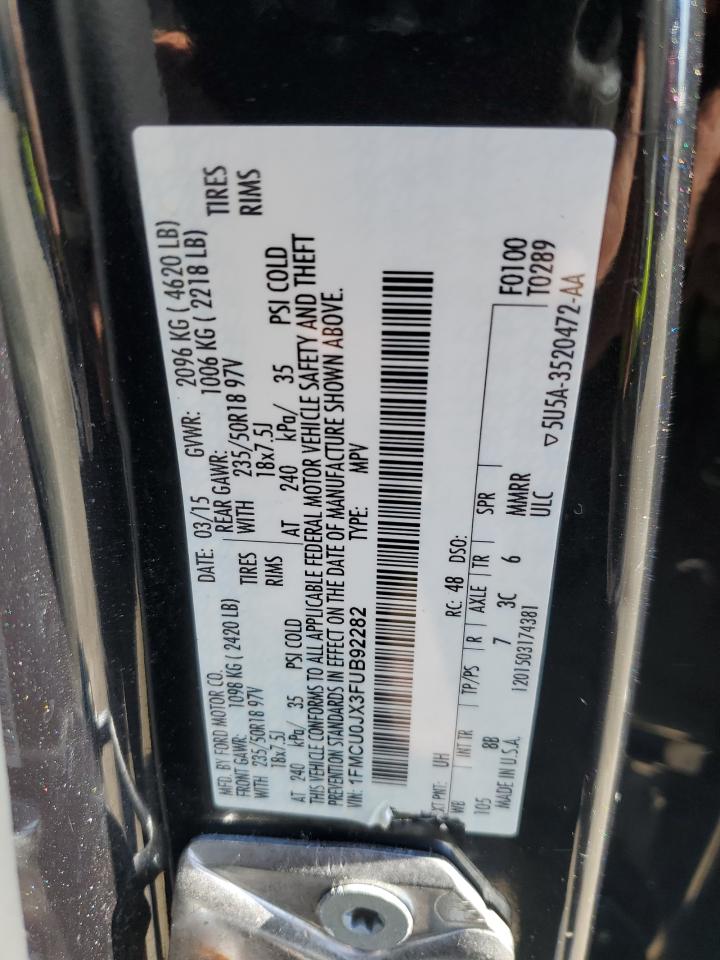 MFD. BY FORD MOTOR CO.
DATE: 03/15 GVWR: 2096 KG ( 4620 LB)
FRONT GAWR: 1098 KG ( 2420 LB) REAR GAWR: 1006 KG ( 2218 LB)
WITH 235/50R18 97V TIRES WITH 235/50R18 97V TIRES
18x7.5J RIMS 18x7.5J RIMS
AT 240 kPa/ 35 PSI COLD AT 240 kPa/ 35 PSI COLD
THIS VEHICLE CONFORMS TO ALL APPLICABLE FEDERAL MOTOR VEHICLE SAFETY AND THEFT
PREVENTION STANDARDS IN EFFECT ON THE DATE OF MANUFACTURE SHOWN ABOVE.
VIN: 1FMCU0JX3FUB92282 TYPE: MPV
XT PNT: UH RC: 48 DSO:
WB INT TR TP/PS R AXLE TR SPR F0100
105 8B 7 3C 6 MMRR T0289
MADE IN U.S.A. 1201503174381 ULC ▽5U5A-3520472-AA